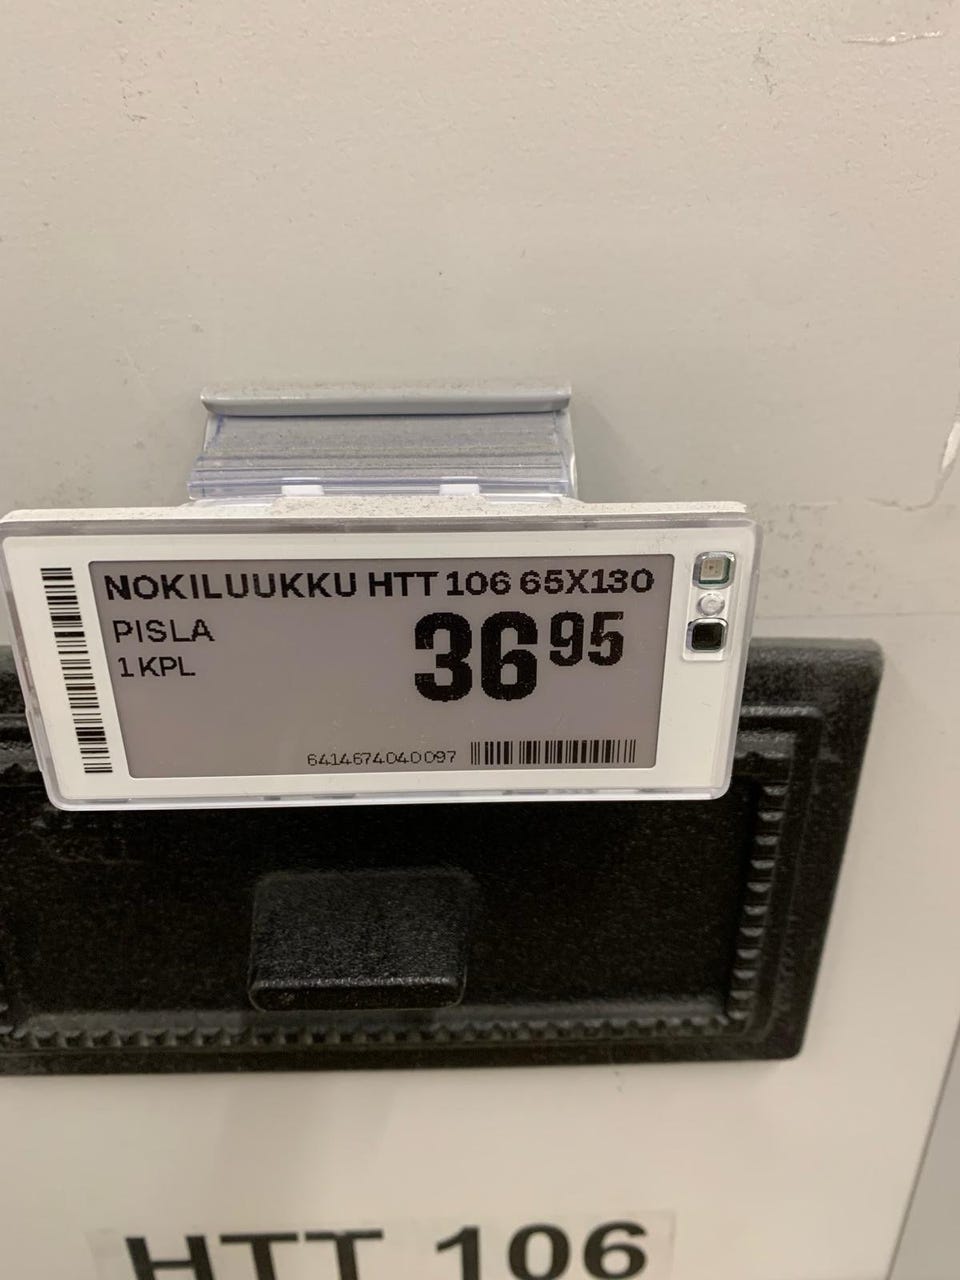 NOKILUUKKU HTT 106 65X130
PISLA
36 95
1 KPL
6414674040097
HTT 106